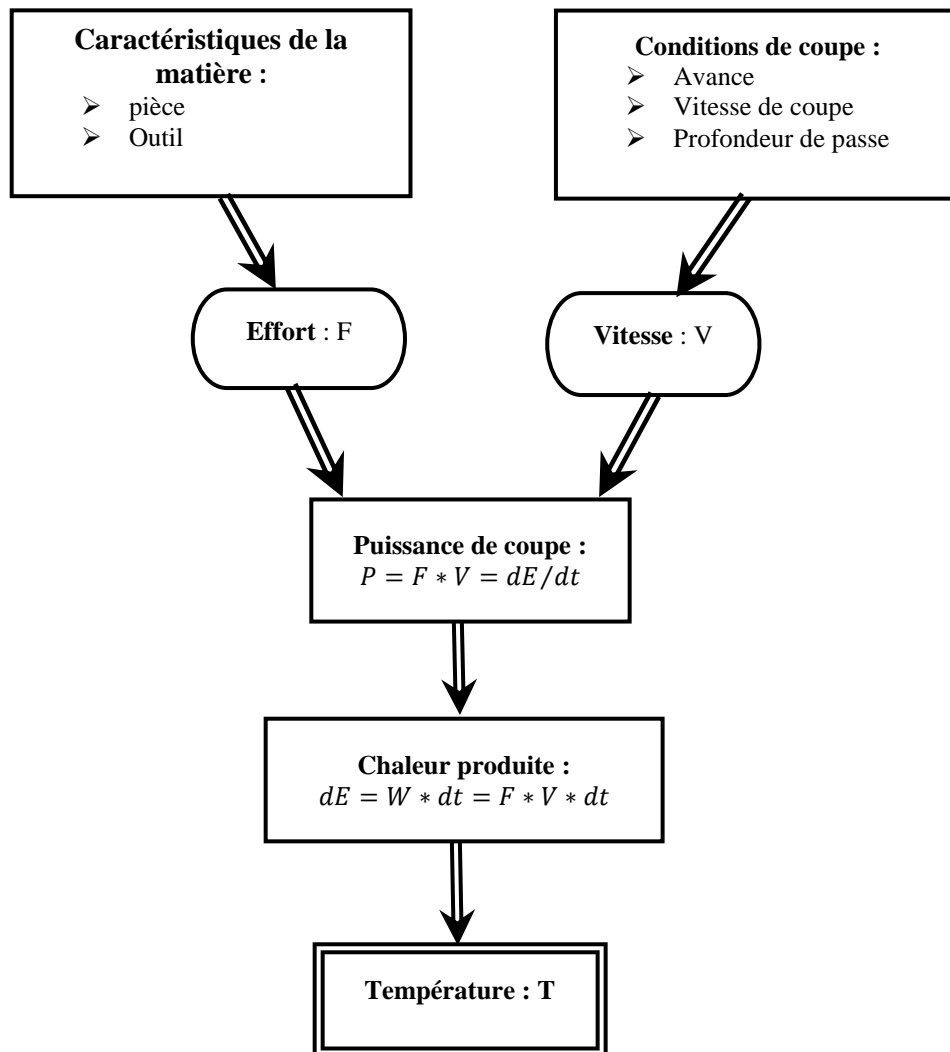 Caractéristiques de la
matière :
➢ pièce
➢ Outil
Conditions de coupe :
➢ Avance
➢ Vitesse de coupe
➢ Profondeur de passe
Effort : F
Vitesse : V
Puissance de coupe :
𝑃 = 𝐹 ∗ 𝑉 = 𝑑𝐸/𝑑𝑡
Chaleur produite :
𝑑𝐸 = 𝑊 ∗ 𝑑𝑡 = 𝐹 ∗ 𝑉 ∗ 𝑑𝑡
Température : T